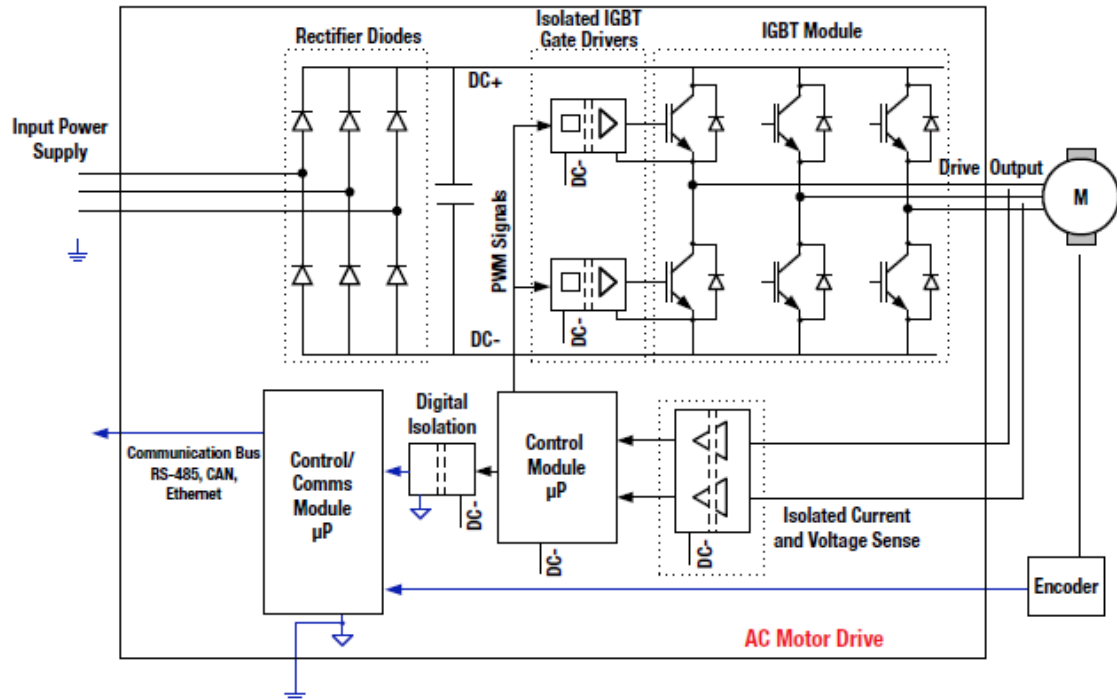 Rectifier Diodes
Isolated IGBT
Gate Drivers
IGBT Module
DC+
Input Power
Supply
DC-
Drive Output
M
PWM Signals
DC-
DC-
Digital
Isolation
Communication Bus
RS-485, CAN,
Ethernet
Control/
Comms
Module
µP
DC-
Control
Module
µP
DC-
DC-
Isolated Current
and Voltage Sense
Encoder
AC Motor Drive